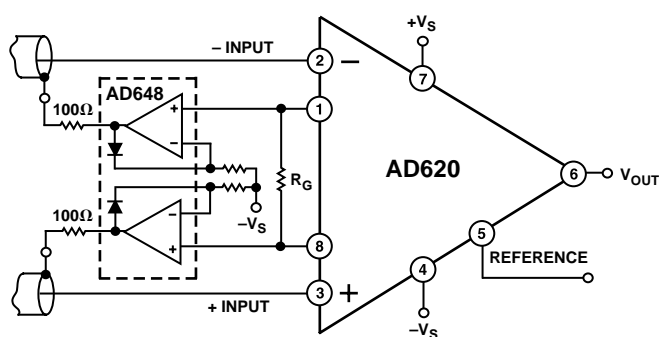 +VS
– INPUT
2
–
7
100Ω
AD648
+
–
1
RG
AD620
6
VOUT
–VS
100Ω
–
+
8
5
REFERENCE
4
3
+
+ INPUT
–VS